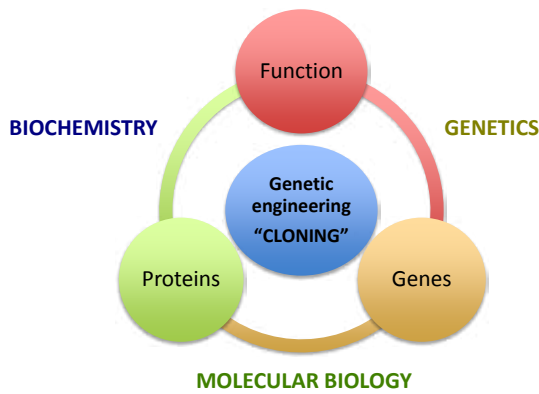 Function
BIOCHEMISTRY
GENETICS
Genetic
engineering
“CLONING”
Proteins
Genes
MOLECULAR BIOLOGY